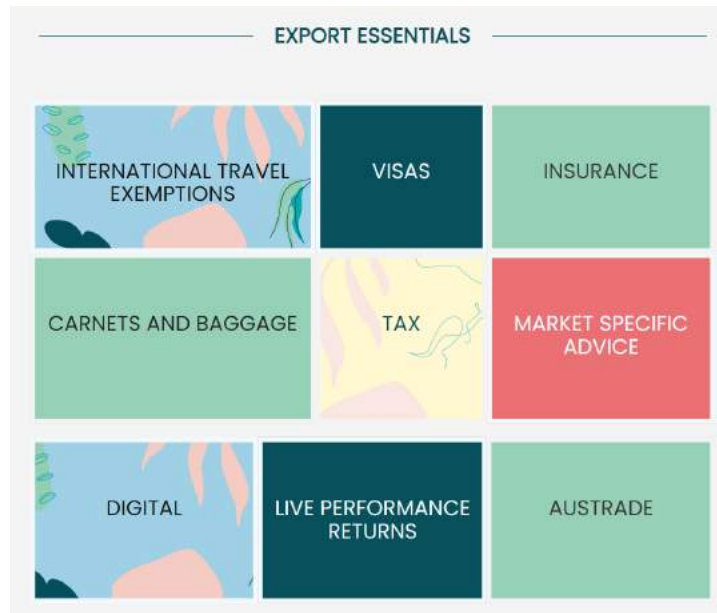 EXPORT ESSENTIALS
INTERNATIONAL TRAVEL
EXEMPTIONS
VISAS
INSURANCE
CARNETS AND BAGGAGE
TAX
MARKET SPECIFIC
ADVICE
DIGITAL
LIVE PERFORMANCE
RETURNS
AUSTRADE